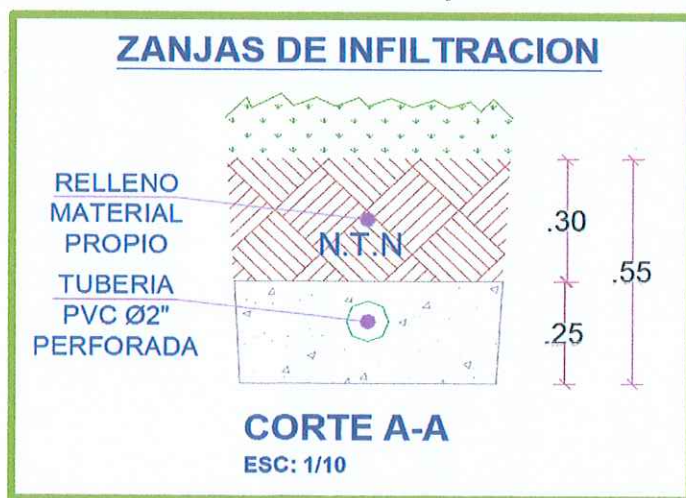 ZANJAS DE INFILTRACION
RELLENO
MATERIAL
PROPIO
N.T.N
TUBERIA
PVC Ø2"
PERFORADA
.30
.55
.25
CORTE A-A
ESC: 1/10